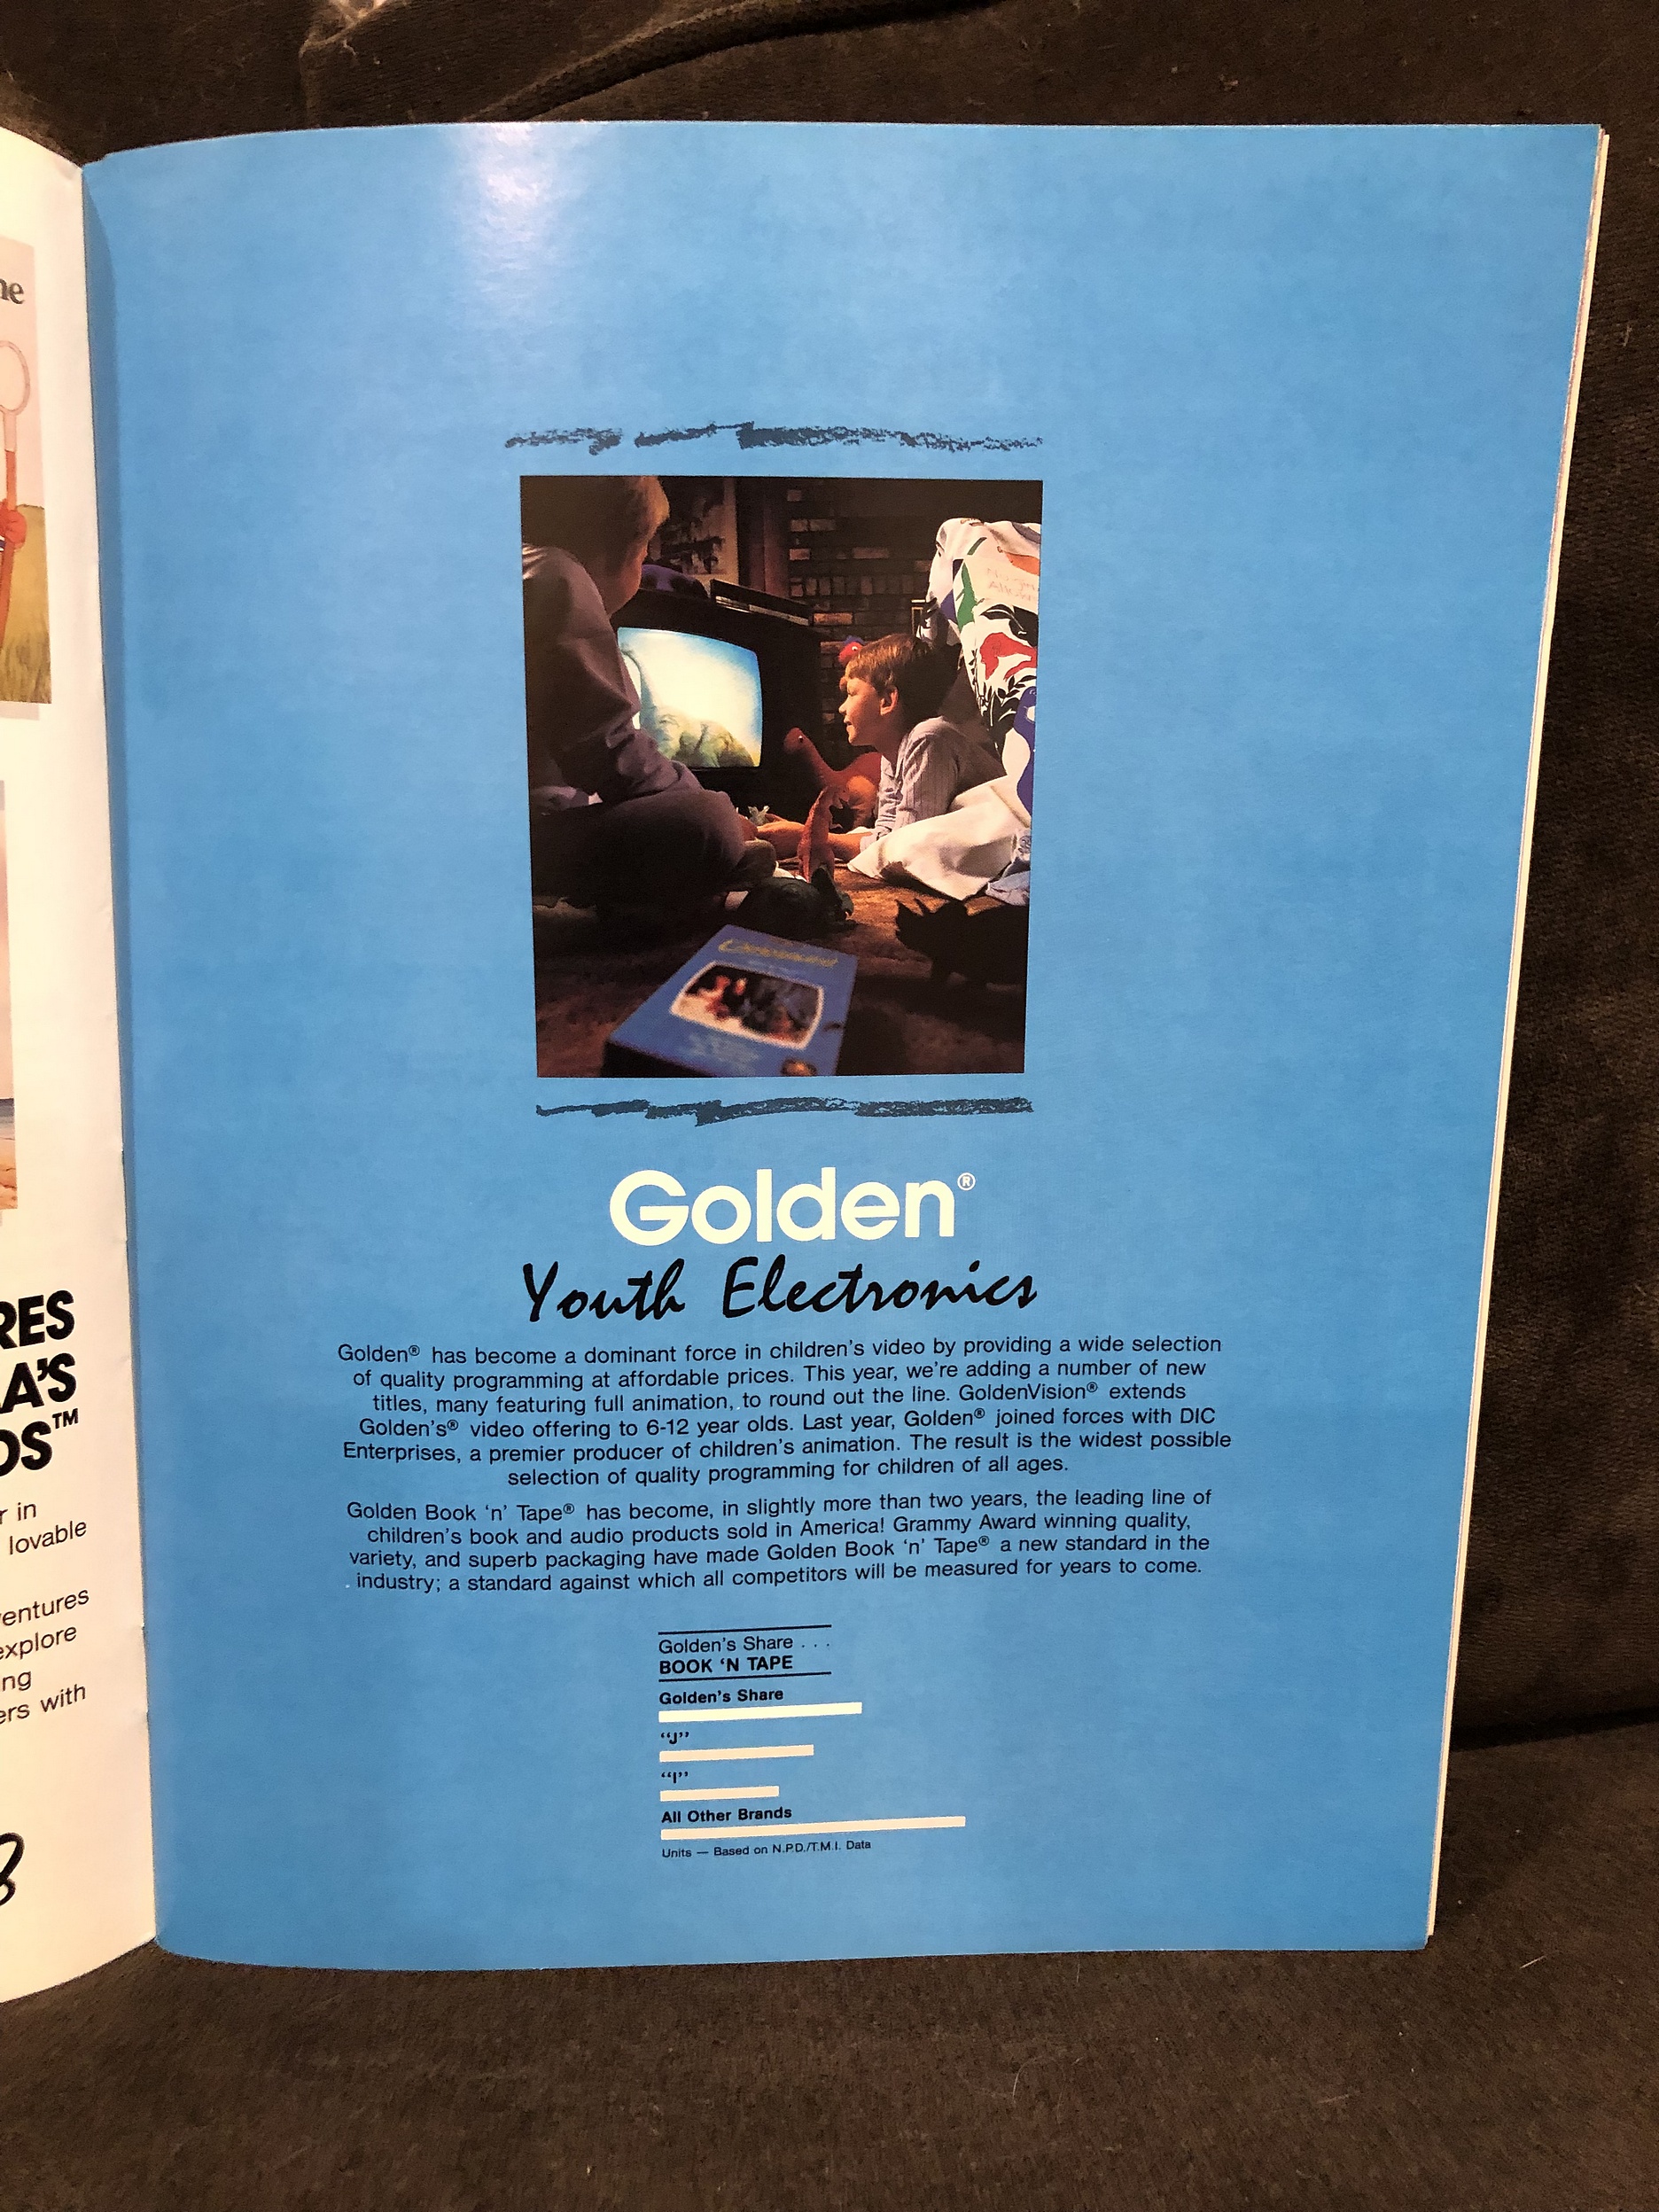 ne
RES
A'S
OS™
r in
lovable
ventures
explore
ng
ers with
Golden®
Youth Electronics
Golden® has become a dominant force in children's video by providing a wide selection
of quality programming at affordable prices. This year, we're adding a number of new
titles, many featuring full animation, to round out the line. GoldenVision® extends
Golden's® video offering to 6-12 year olds. Last year, Golden® joined forces with DIC
Enterprises, a premier producer of children's animation. The result is the widest possible
selection of quality programming for children of all ages.
Golden Book 'n' Tape® has become, in slightly more than two years, the leading line of
children's book and audio products sold in America! Grammy Award winning quality,
variety, and superb packaging have made Golden Book 'n' Tape® a new standard in the
industry; a standard against which all competitors will be measured for years to come.
Golden's Share . . .
BOOK ‘N TAPE
Golden's Share
“J”
“I”
All Other Brands
Units — Based on N.P.D./T.M.I. Data